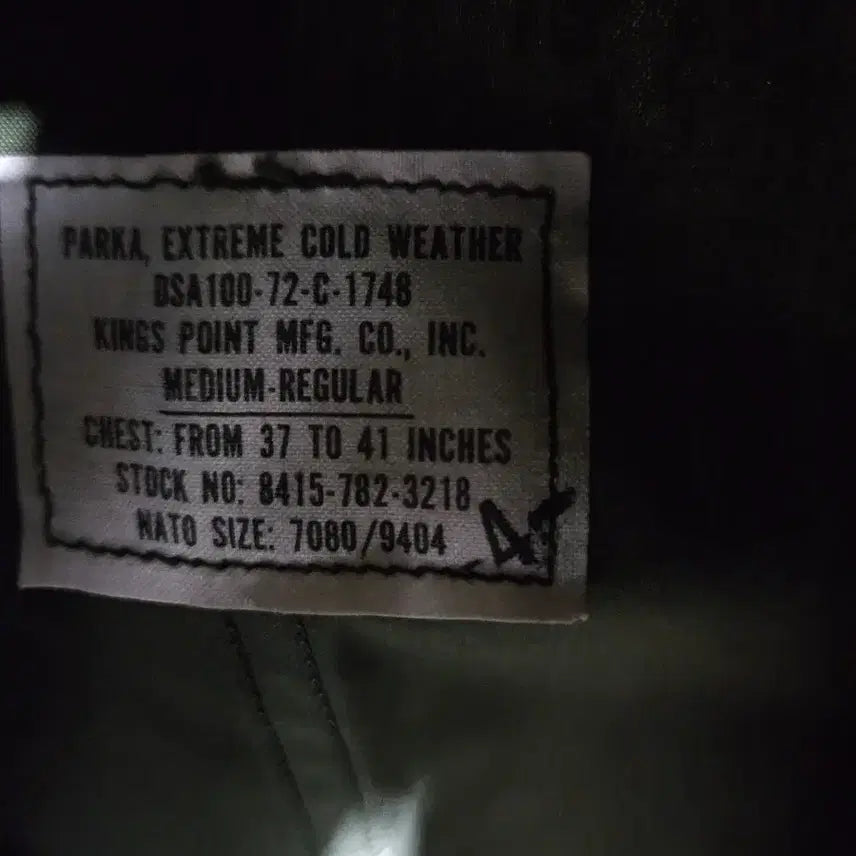 PARKA, EXTREME COLD WEATHER
DSA100-72-C-1748
KINGS POINT MFG. CO., INC.
MEDIUM-REGULAR
CHEST: FROM 37 TO 41 INCHES
STOCK NO: 8415-782-3218
NATO SIZE: 7080/9404